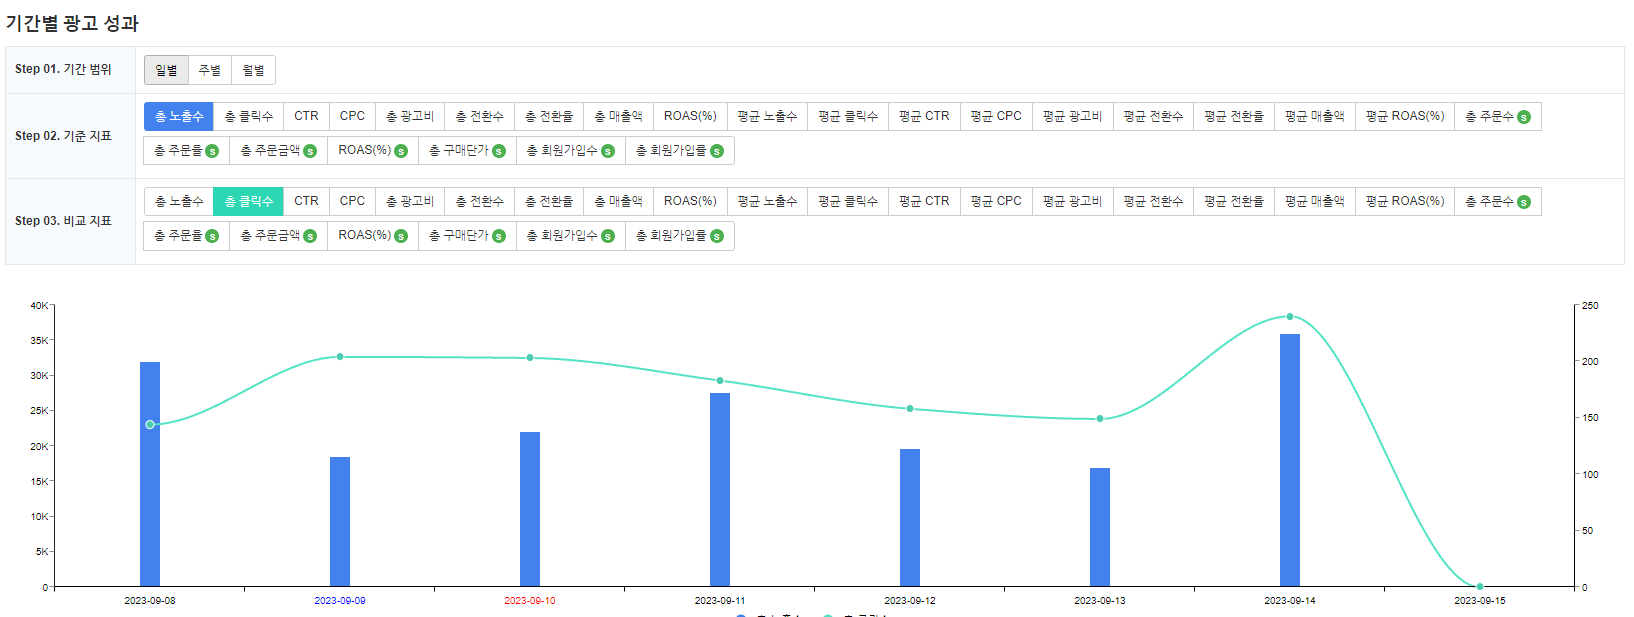 기간별 광고 성과
Step 01. 기간 범위
일별 주별 월별
Step 02. 기준 지표
총 노출수 총 클릭수 CTR CPC 총 광고비 총 전환수 총 전환율 총 매출액 ROAS(%) 평균 노출수 평균 클릭수 평균 CTR 평균 CPC 평균 광고비 평균 전환수 평균 전환율 평균 매출액 평균 ROAS(%) 총 주문수 s
총 주문율 s 총 주문금액 s ROAS(%) s 총 구매단가 s 총 회원가입수 s 총 회원가입률 s
Step 03. 비교 지표
총 노출수 총 클릭수 CTR CPC 총 광고비 총 전환수 총 전환율 총 매출액 ROAS(%) 평균 노출수 평균 클릭수 평균 CTR 평균 CPC 평균 광고비 평균 전환수 평균 전환율 평균 매출액 평균 ROAS(%) 총 주문수 s
총 주문율 s 총 주문금액 s ROAS(%) s 총 구매단가 s 총 회원가입수 s 총 회원가입률 s
40K 250
35K
30K 200
25K 150
20K
15K 100
10K
5K 50
0 0
2023-09-08 2023-09-09 2023-09-10 2023-09-11 2023-09-12 2023-09-13 2023-09-14 2023-09-15